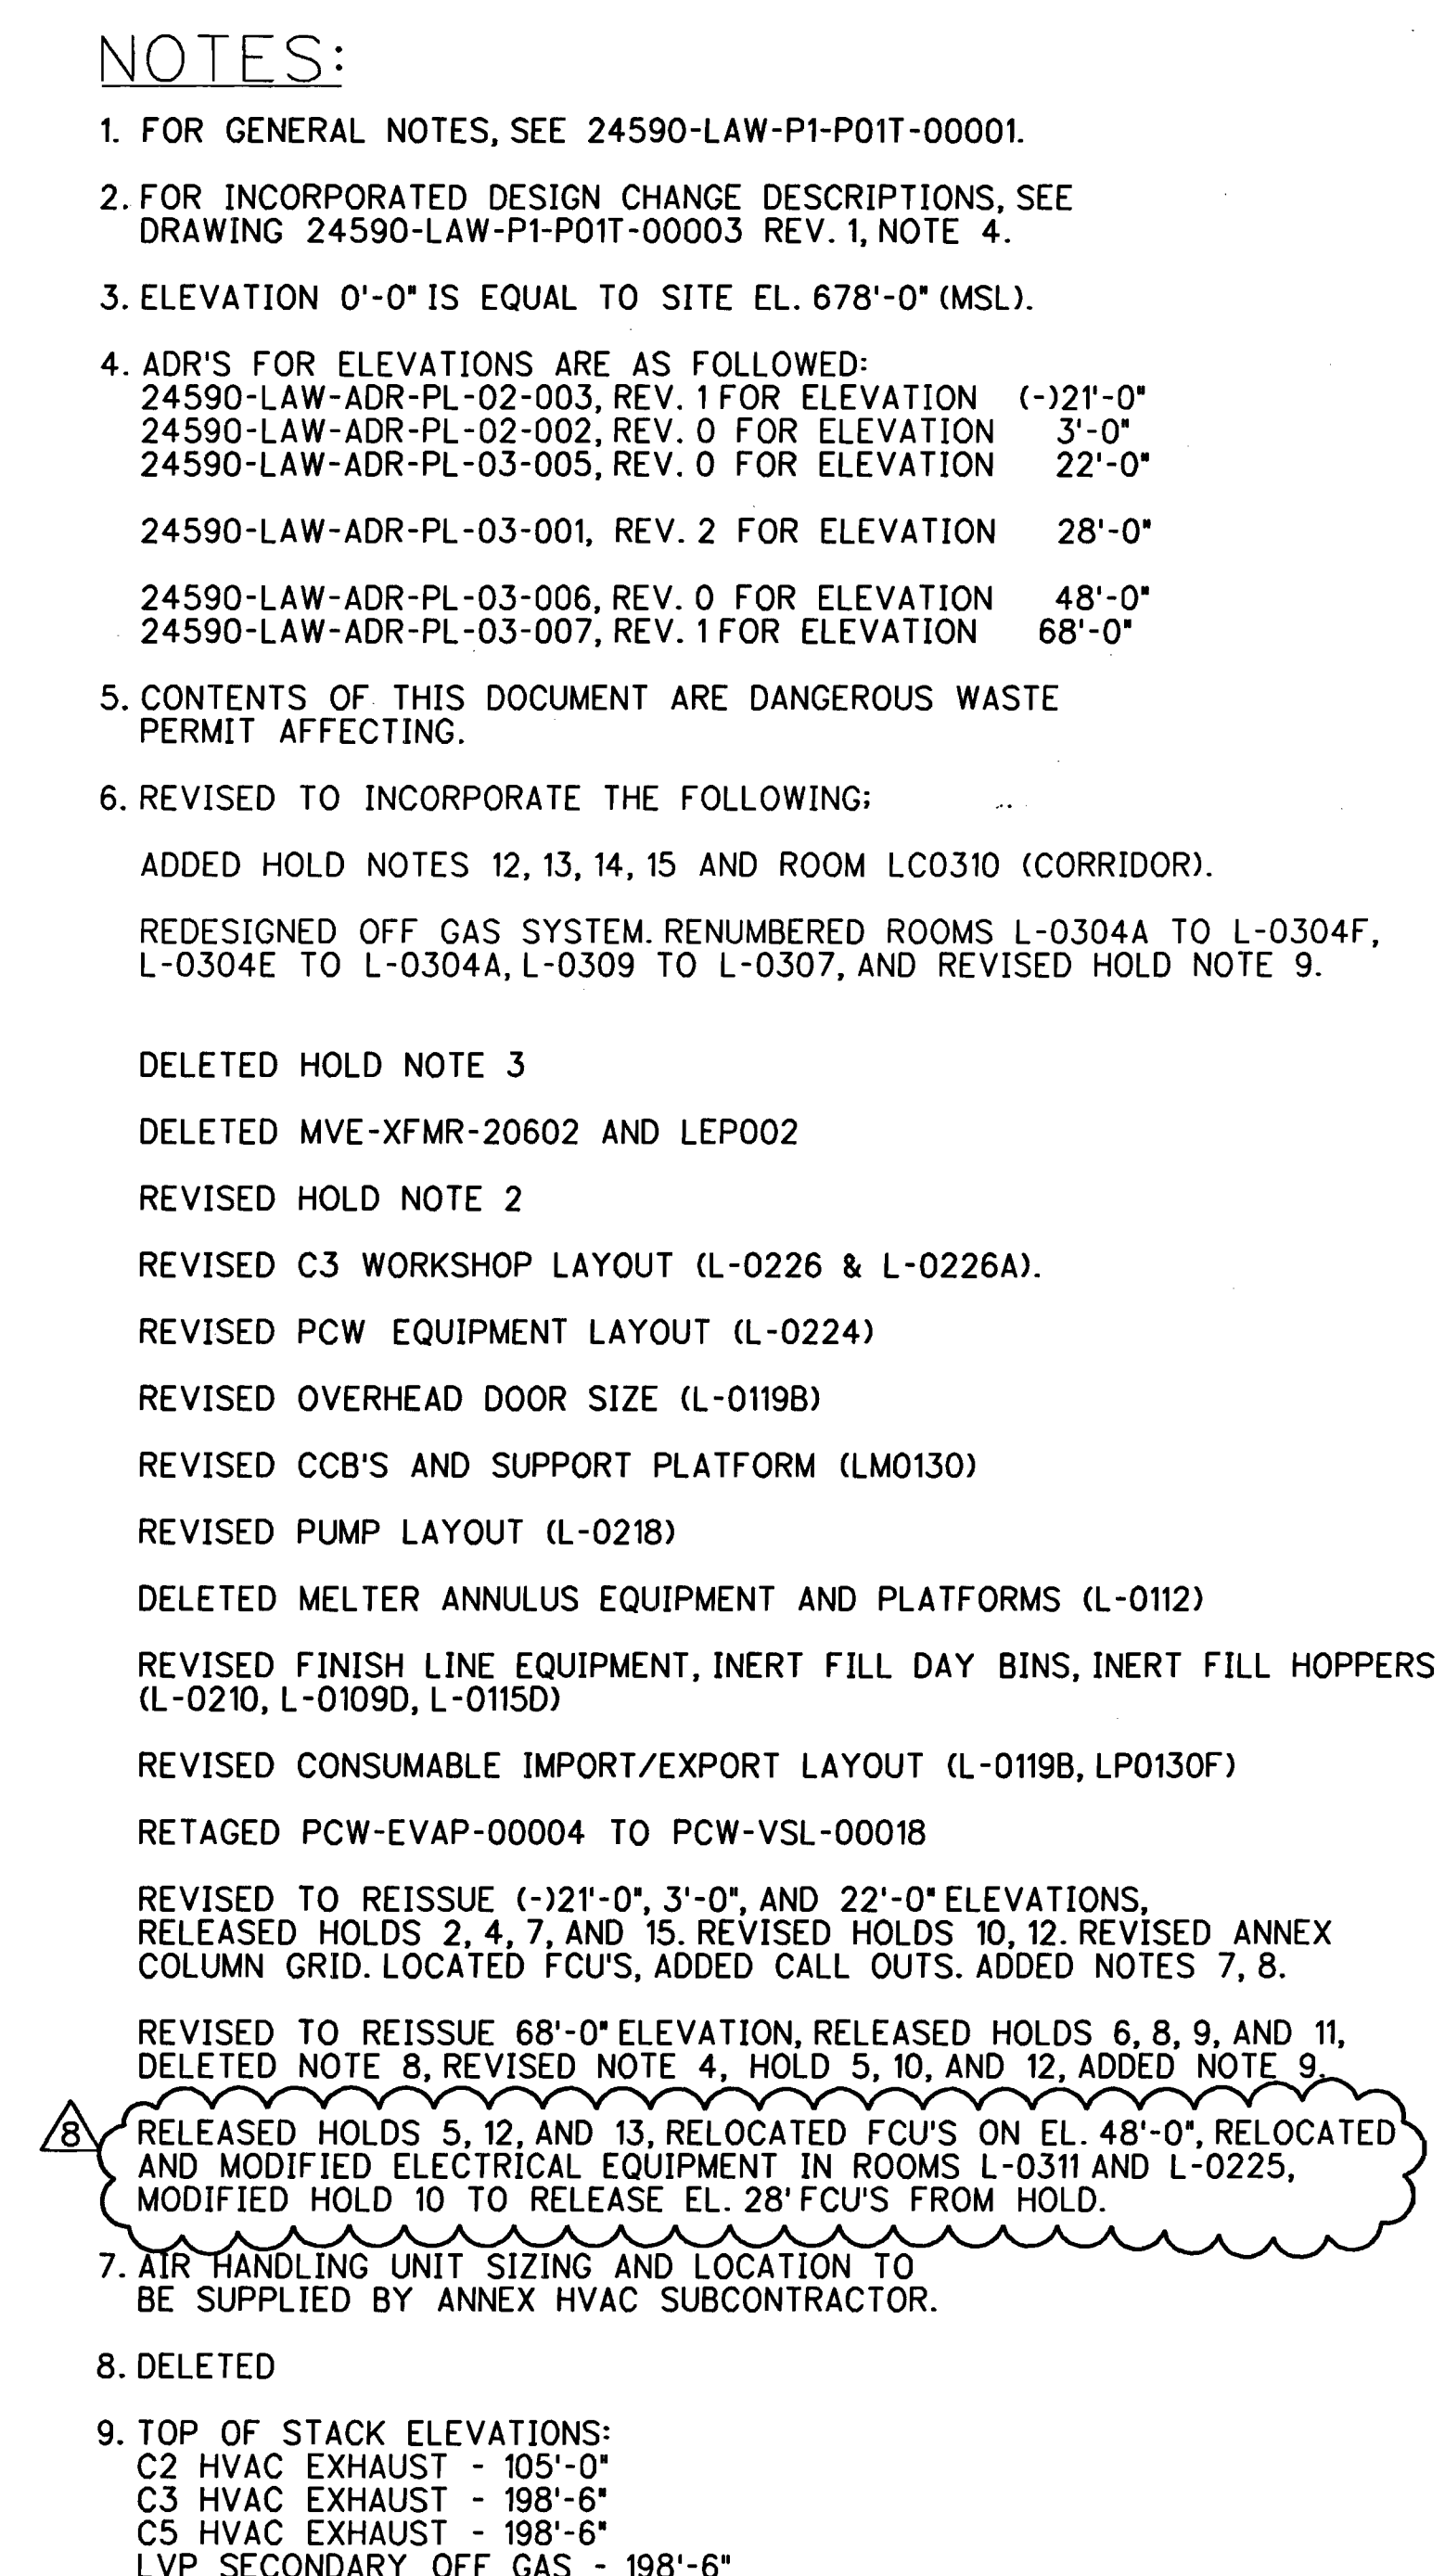 NOTES:
1. FOR GENERAL NOTES, SEE 24590-LAW-P1-P01T-00001.
2. FOR INCORPORATED DESIGN CHANGE DESCRIPTIONS, SEE
DRAWING 24590-LAW-P1-P01T-00003 REV. 1, NOTE 4.
3. ELEVATION 0'-0" IS EQUAL TO SITE EL. 678'-0" (MSL).
4. ADR'S FOR ELEVATIONS ARE AS FOLLOWED:
24590-LAW-ADR-PL-02-003, REV. 1 FOR ELEVATION (-)21'-0"
24590-LAW-ADR-PL-02-002, REV. 0 FOR ELEVATION 3'-0"
24590-LAW-ADR-PL-03-005, REV. 0 FOR ELEVATION 22'-0"
24590-LAW-ADR-PL-03-001, REV. 2 FOR ELEVATION 28'-0"
24590-LAW-ADR-PL-03-006, REV. 0 FOR ELEVATION 48'-0"
24590-LAW-ADR-PL-03-007, REV. 1 FOR ELEVATION 68'-0"
5. CONTENTS OF THIS DOCUMENT ARE DANGEROUS WASTE
PERMIT AFFECTING.
6. REVISED TO INCORPORATE THE FOLLOWING;
ADDED HOLD NOTES 12, 13, 14, 15 AND ROOM LC0310 (CORRIDOR).
REDESIGNED OFF GAS SYSTEM. RENUMBERED ROOMS L-0304A TO L-0304F,
L-0304E TO L-0304A, L-0309 TO L-0307, AND REVISED HOLD NOTE 9.
DELETED HOLD NOTE 3
DELETED MVE-XFMR-20602 AND LEP002
REVISED HOLD NOTE 2
REVISED C3 WORKSHOP LAYOUT (L-0226 & L-0226A).
REVISED PCW EQUIPMENT LAYOUT (L-0224)
REVISED OVERHEAD DOOR SIZE (L-0119B)
REVISED CCB'S AND SUPPORT PLATFORM (LM0130)
REVISED PUMP LAYOUT (L-0218)
DELETED MELTER ANNULUS EQUIPMENT AND PLATFORMS (L-0112)
REVISED FINISH LINE EQUIPMENT, INERT FILL DAY BINS, INERT FILL HOPPERS
(L-0210, L-0109D, L-0115D)
REVISED CONSUMABLE IMPORT/EXPORT LAYOUT (L-0119B, LP0130F)
RETAGED PCW-EVAP-00004 TO PCW-VSL-00018
REVISED TO REISSUE (-)21'-0", 3'-0", AND 22'-0" ELEVATIONS,
RELEASED HOLDS 2, 4, 7, AND 15. REVISED HOLDS 10, 12. REVISED ANNEX
COLUMN GRID. LOCATED FCU'S, ADDED CALL OUTS. ADDED NOTES 7, 8.
REVISED TO REISSUE 68'-0" ELEVATION, RELEASED HOLDS 6, 8, 9, AND 11,
DELETED NOTE 8, REVISED NOTE 4, HOLD 5, 10, AND 12, ADDED NOTE 9.
8 RELEASED HOLDS 5, 12, AND 13, RELOCATED FCU'S ON EL. 48'-0", RELOCATED
AND MODIFIED ELECTRICAL EQUIPMENT IN ROOMS L-0311 AND L-0225,
MODIFIED HOLD 10 TO RELEASE EL. 28' FCU'S FROM HOLD.
7. AIR HANDLING UNIT SIZING AND LOCATION TO
BE SUPPLIED BY ANNEX HVAC SUBCONTRACTOR.
8. DELETED
9. TOP OF STACK ELEVATIONS:
C2 HVAC EXHAUST - 105'-0"
C3 HVAC EXHAUST - 198'-6"
C5 HVAC EXHAUST - 198'-6"
LVP SECONDARY OFF GAS - 198'-6"